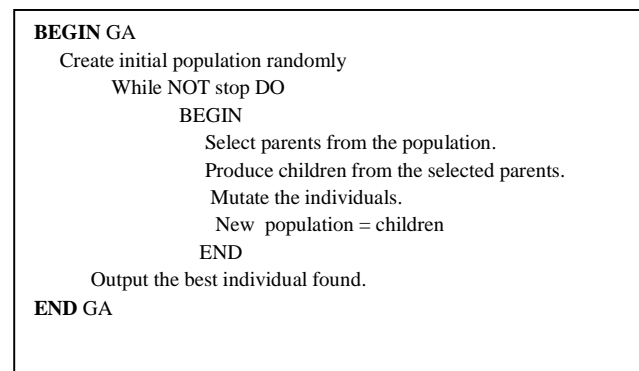 BEGIN GA
Create initial population randomly
While NOT stop DO
BEGIN
Select parents from the population.
Produce children from the selected parents.
Mutate the individuals.
New population = children
END
Output the best individual found.
END GA